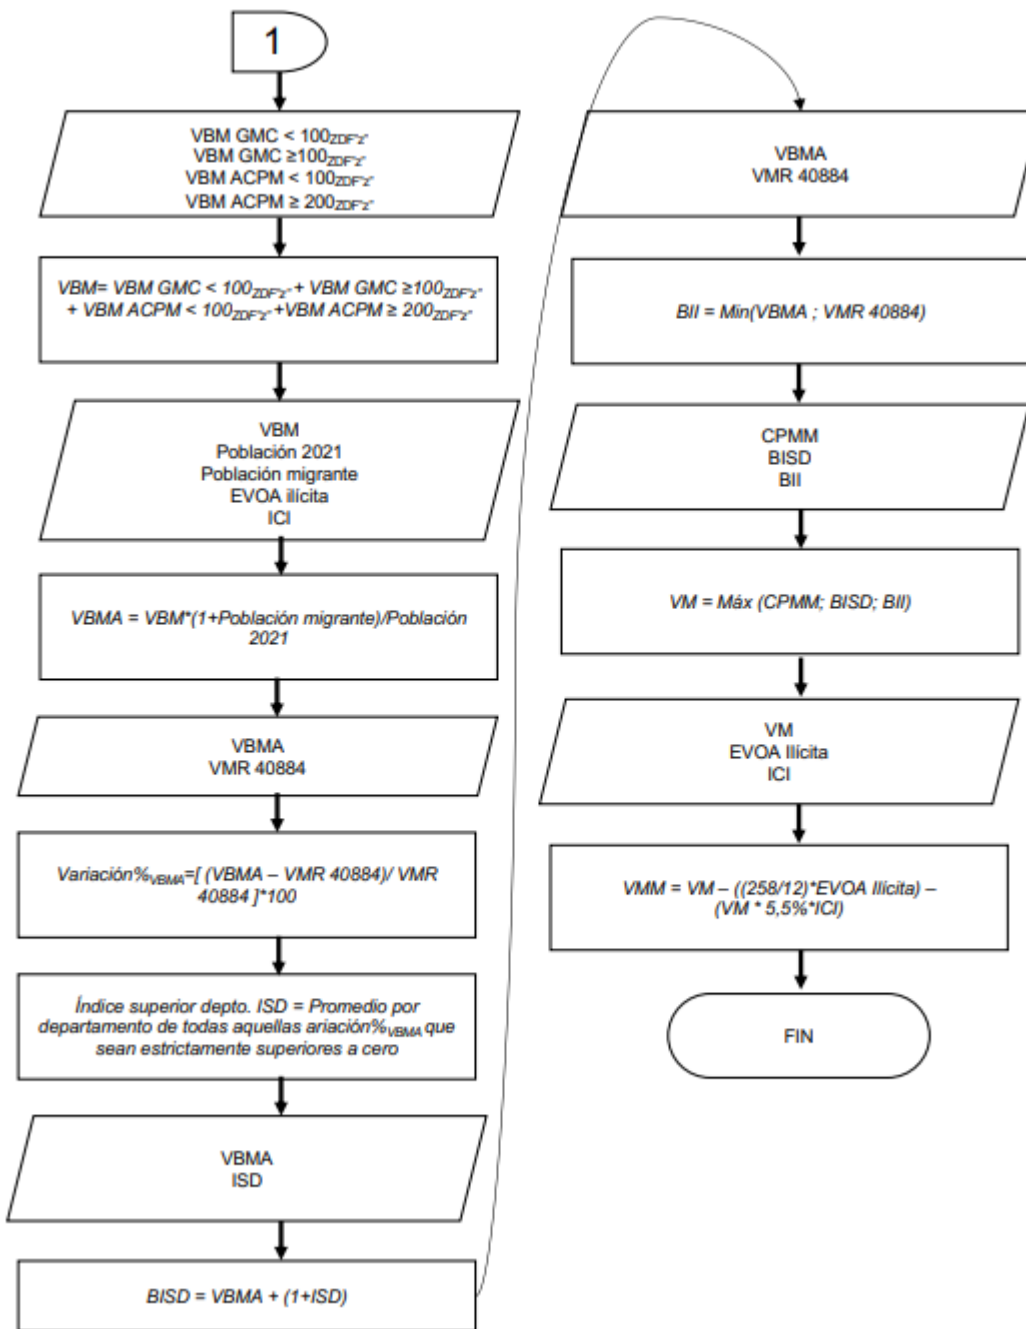 1
VBM GMC < 100ZDF"z"
VBM GMC ≥100ZDF"z"
VBM ACPM < 100ZDF"z"
VBM ACPM ≥ 200ZDF"z"
VBM= VBM GMC < 100ZDF"z" + VBM GMC ≥100ZDF"z"
+ VBM ACPM < 100ZDF"z" +VBM ACPM ≥ 200ZDF"z"
VBM
Población 2021
Población migrante
EVOA ilícita
ICI
VBMA = VBM*(1+Población migrante)/Población
2021
VBMA
VMR 40884
Variación%VBMA=[ (VBMA – VMR 40884)/ VMR
40884 ]*100
Índice superior depto. ISD = Promedio por
departamento de todas aquellas ariación%VBMA que
sean estrictamente superiores a cero
VBMA
ISD
BISD = VBMA + (1+ISD)
VBMA
VMR 40884
BII = Min(VBMA ; VMR 40884)
CPMM
BISD
BII
VM = Máx (CPMM; BISD; BII)
VM
EVOA Ilícita
ICI
VMM = VM – ((258/12)*EVOA Ilícita) –
(VM * 5,5%*ICI)
FIN